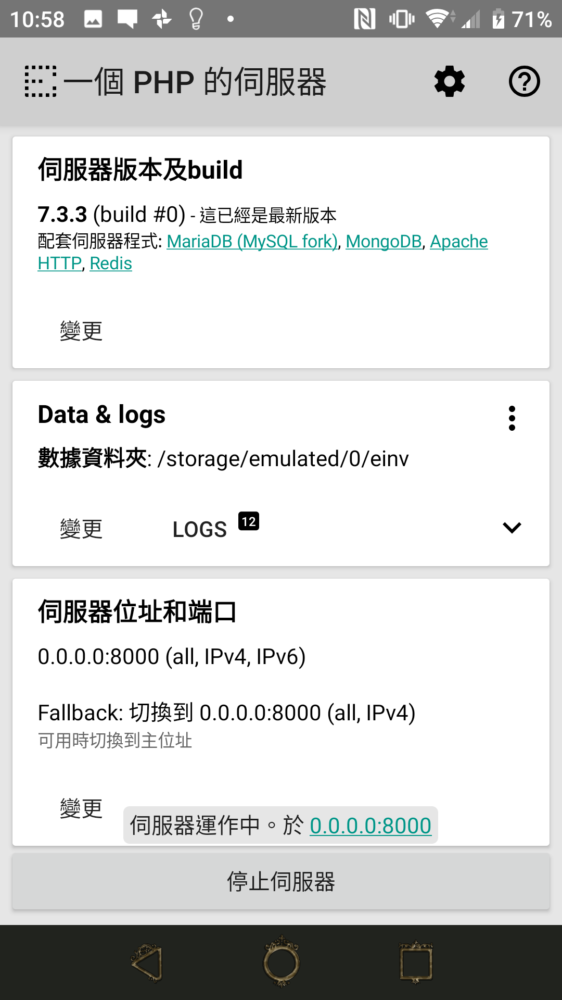 10:58 71%
一個 PHP 的伺服器
伺服器版本及build
7.3.3 (build #0) - 這已經是最新版本
配套伺服器程式: MariaDB (MySQL fork), MongoDB, Apache
HTTP, Redis
變更
Data & logs
數據資料夾: /storage/emulated/0/einv
變更 LOGS 12
伺服器位址和端口
0.0.0.0:8000 (all, IPv4, IPv6)
Fallback: 切換到 0.0.0.0:8000 (all, IPv4)
可用時切換到主位址
變更
伺服器運作中。於 0.0.0.0:8000
停止伺服器